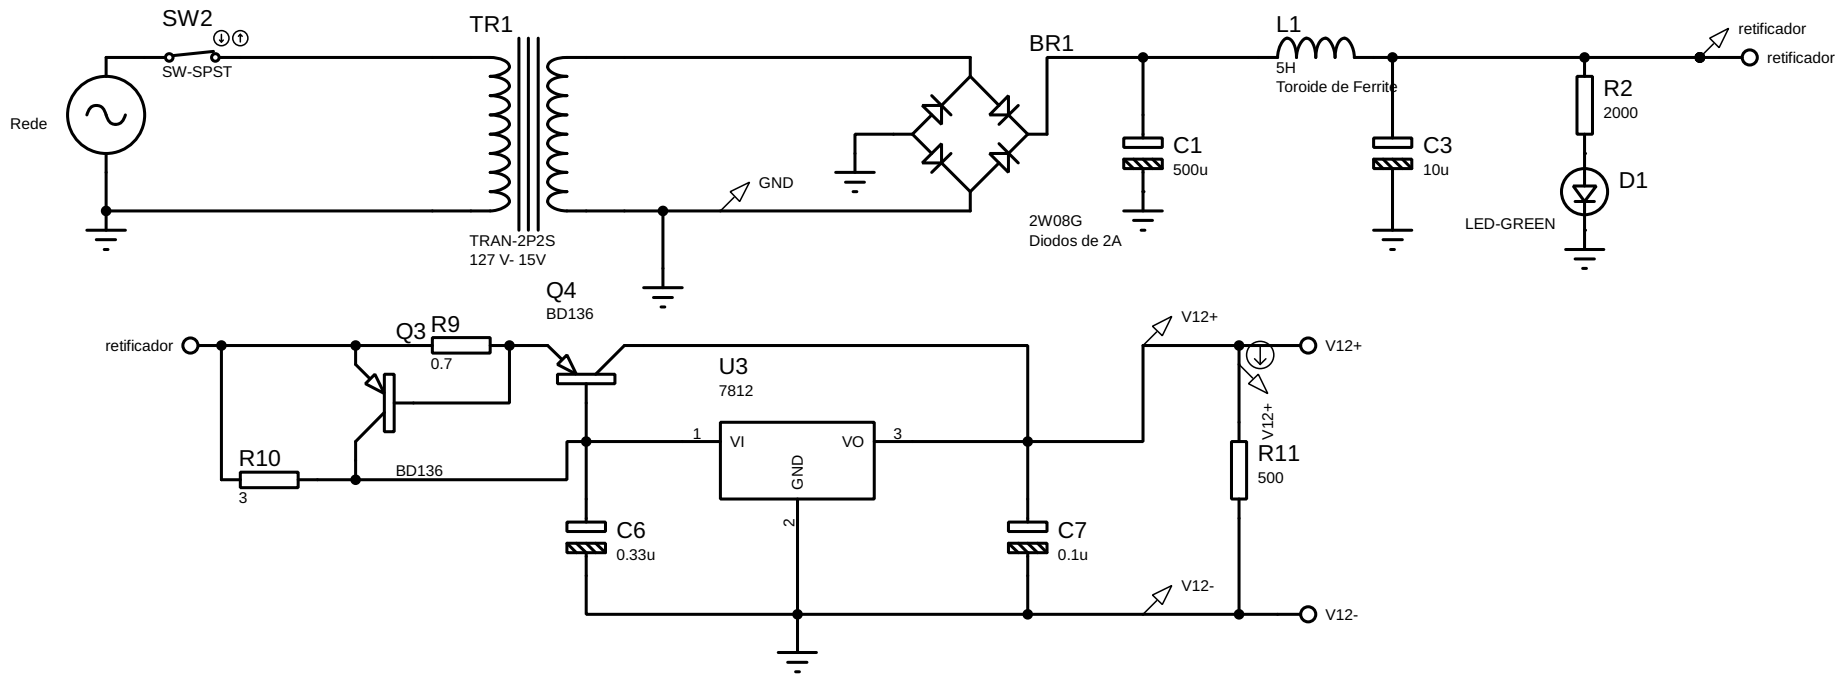 SW2
SW-SPST
Rede
TR1
TRAN-2P2S
127 V- 15V
GND
BR1
2W08G
Diodos de 2A
C1
500u
L1
5H
Toroide de Ferrite
C3
10u
R2
2000
D1
LED-GREEN
retificador
retificador
retificador
Q3
R9
0.7
Q4
BD136
R10
3
BD136
U3
7812
1
VI
VO
3
GND
2
C6
0.33u
C7
0.1u
V12+
V12+
V12+
R11
500
V12-
V12-